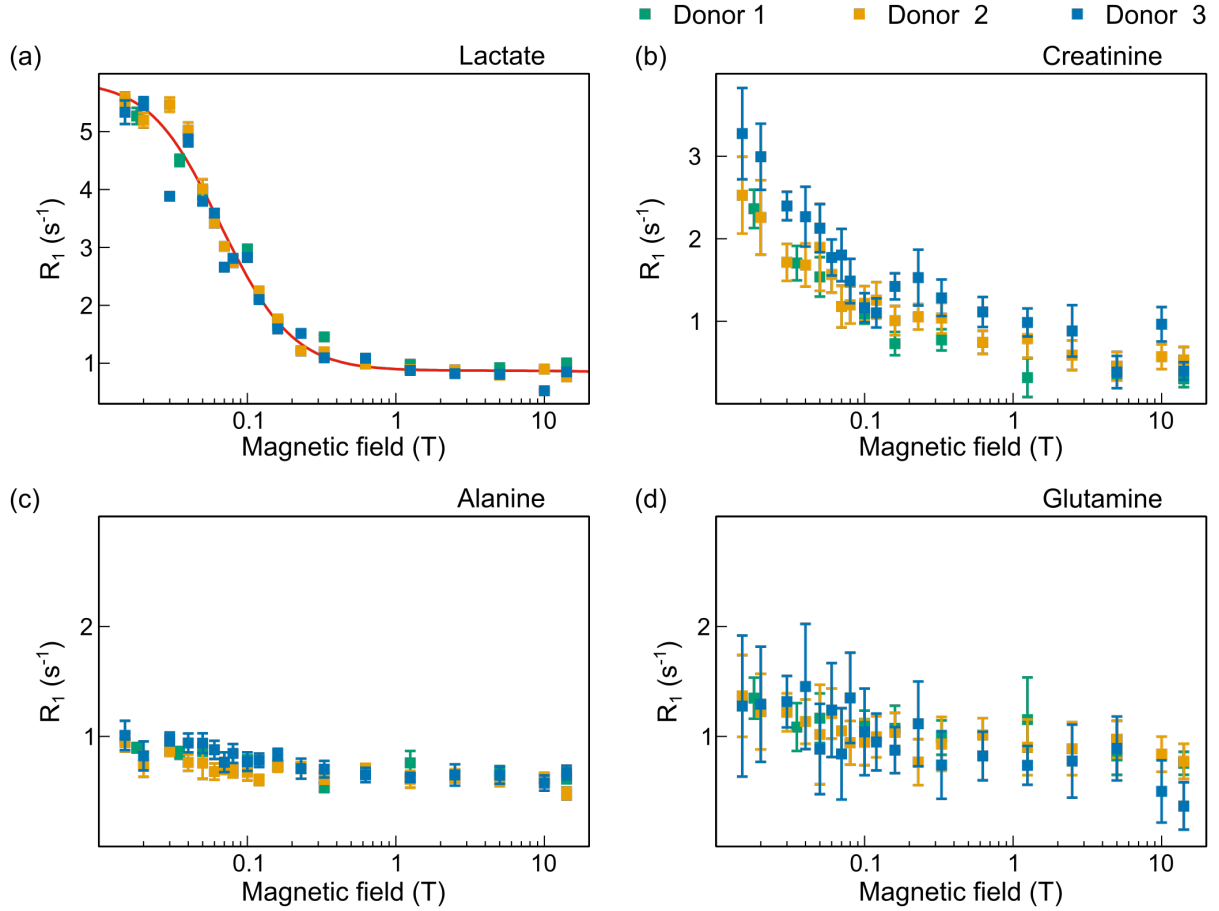 Donor 1 Donor 2 Donor 3
(a) Lactate
5
4
3
2
1
R₁ (s⁻¹)
0.1 1 10
Magnetic field (T)
(b) Creatinine
3
2
1
R₁ (s⁻¹)
0.1 1 10
Magnetic field (T)
(c) Alanine
2
1
R₁ (s⁻¹)
0.1 1 10
Magnetic field (T)
(d) Glutamine
2
1
R₁ (s⁻¹)
0.1 1 10
Magnetic field (T)